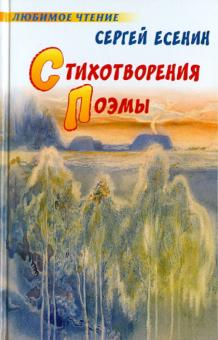 ЛЮБИМОЕ ЧТЕНИЕ
СЕРГЕЙ ЕСЕНИН
СТИХОТВОРЕНИЯ
ПОЭМЫ